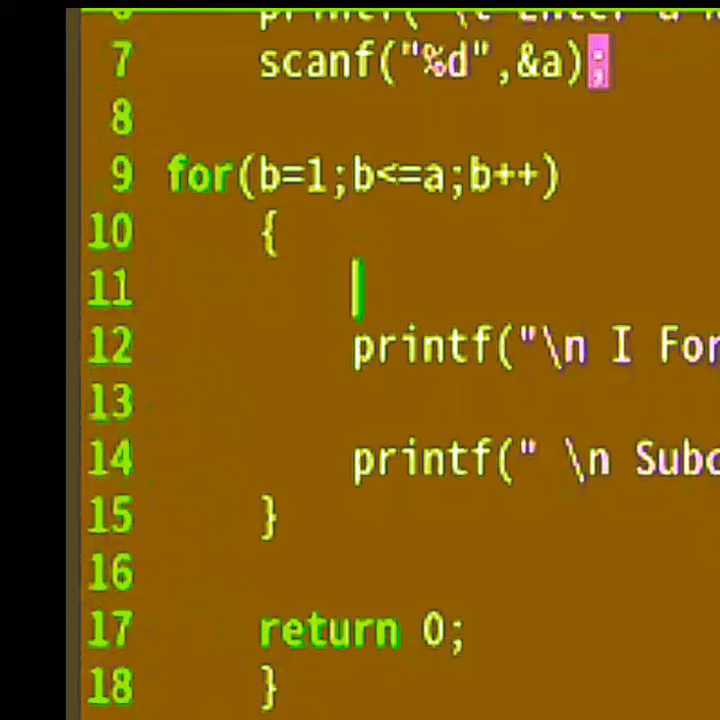 7 scanf("%d",&a);
8
9 for(b=1;b<=a;b++)
10 {
11
12 printf("\n I For
13
14 printf(" \n Subc
15 }
16
17 return 0;
18 }